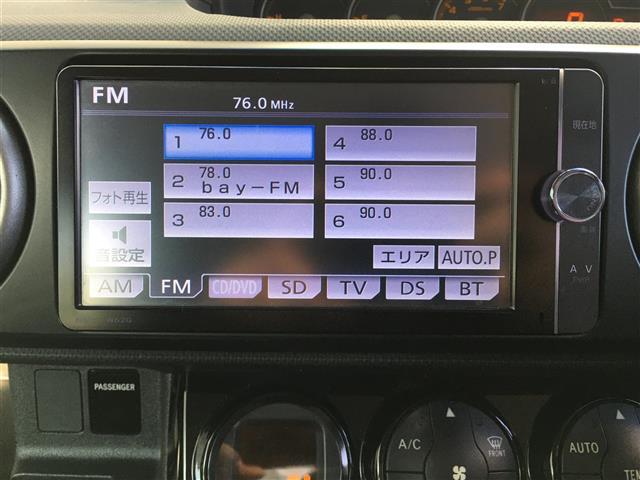 FM
76.0 MHz
現在地
1 76.0
4 88.0
2 78.0 bay-FM
5 90.0
3 83.0
6 90.0
フォト再生
音設定
エリア
AUTO.P
AM
FM
CD/DVD
SD
TV
DS
BT
A V
W62G
PASSENGER
A/C
FRONT
AUTO